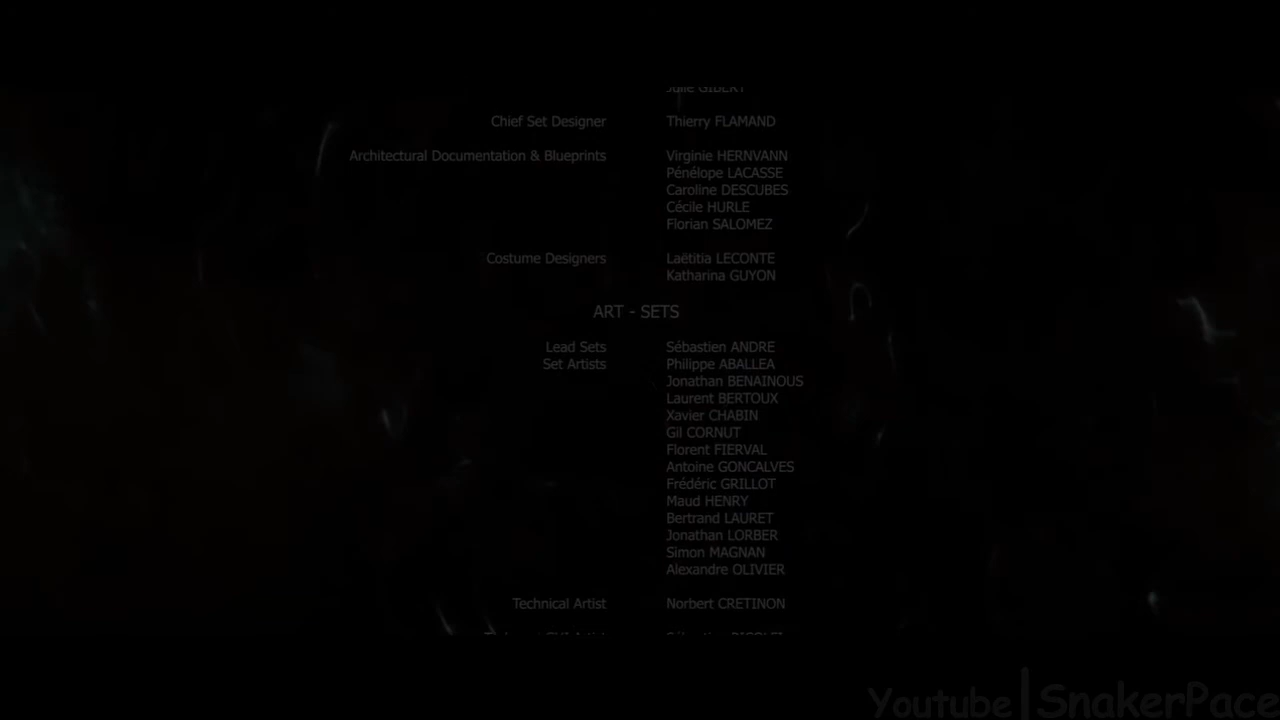 Julie GIBERT
Chief Set Designer Thierry FLAMAND
Architectural Documentation & Blueprints Virginie HERNVANN
Pénélope LACASSE
Caroline DESCUBES
Cécile HURLE
Florian SALOMEZ
Costume Designers Laëtitia LECONTE
Katharina GUYON
ART - SETS
Lead Sets Sébastien ANDRE
Set Artists Philippe ABALLEA
Jonathan BENAINOUS
Laurent BERTOUX
Xavier CHABIN
Gil CORNUT
Florent FIERVAL
Antoine GONCALVES
Frédéric GRILLOT
Maud HENRY
Bertrand LAURET
Jonathan LORBER
Simon MAGNAN
Alexandre OLIVIER
Technical Artist Norbert CRETINON
Youtube|SnakerPace